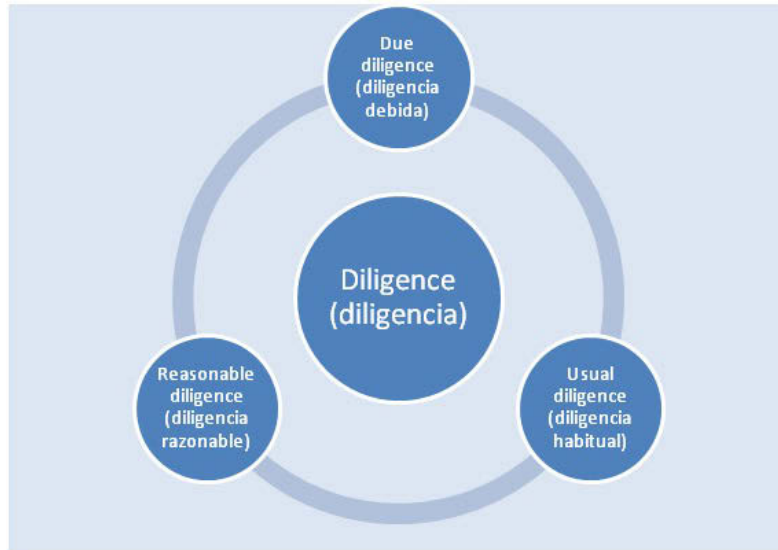 Due
diligence
(diligencia
debida)
Diligence
(diligencia)
Reasonable
diligence
(diligencia
razonable)
Usual
diligence
(diligencia
habitual)